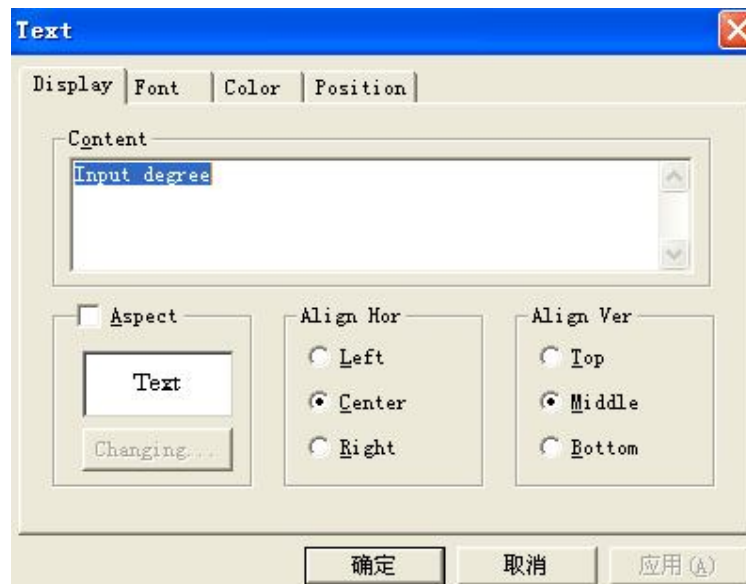 Text
Display Font Color Position
Content
Input degree
Aspect Align Hor Align Ver
Text
Changing...
Left
Center
Right
Top
Middle
Bottom
确定 取消 应用(A)